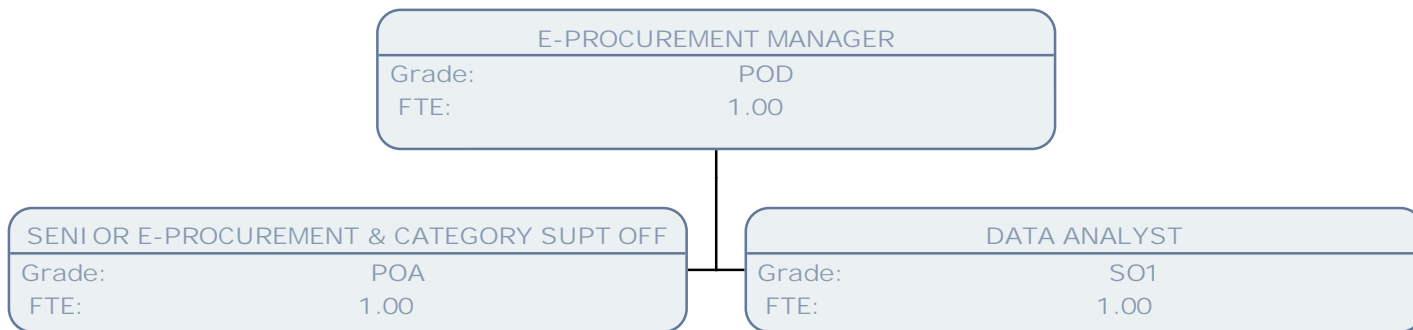 E-PROCUREMENT MANAGER
Grade: POD
FTE: 1.00
SENIOR E-PROCUREMENT & CATEGORY SUPT OFF
Grade: POA
FTE: 1.00
DATA ANALYST
Grade: SO1
FTE: 1.00